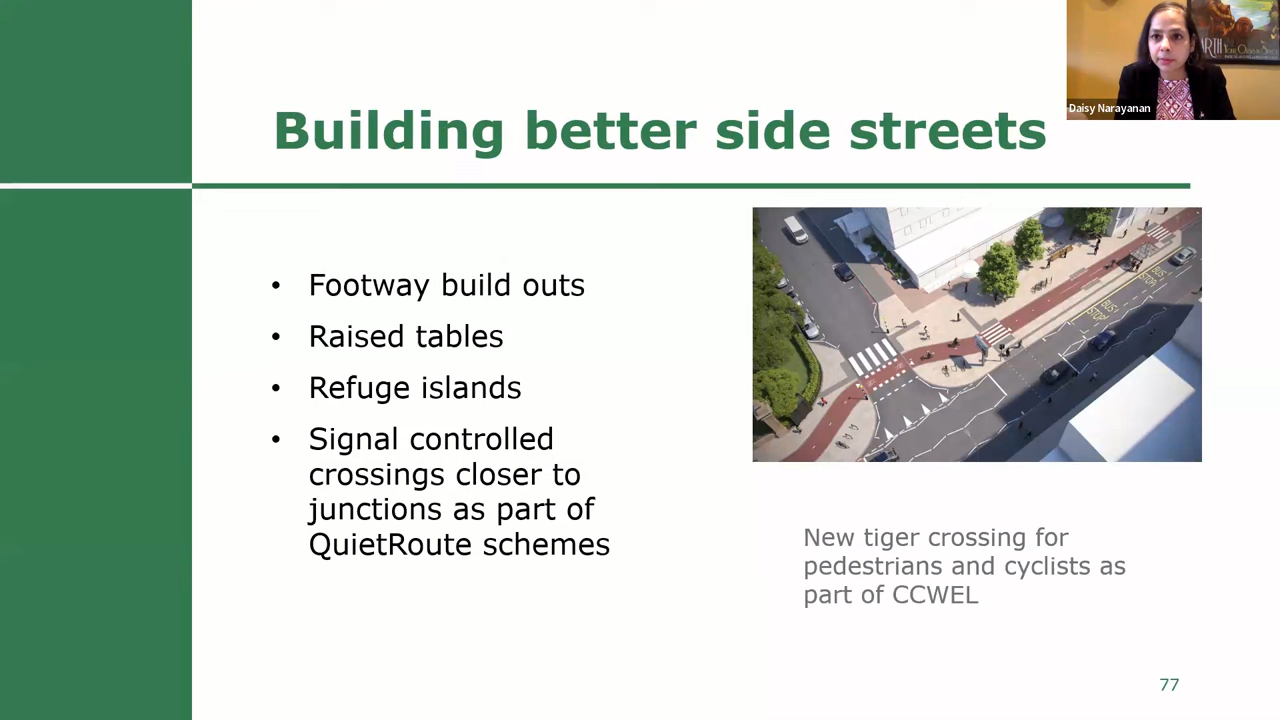 Daisy Narayanan
Building better side streets
• Footway build outs
• Raised tables
• Refuge islands
• Signal controlled
crossings closer to
junctions as part of
QuietRoute schemes
BUS
STOP
BUS
STOP
New tiger crossing for
pedestrians and cyclists as
part of CCWEL
77